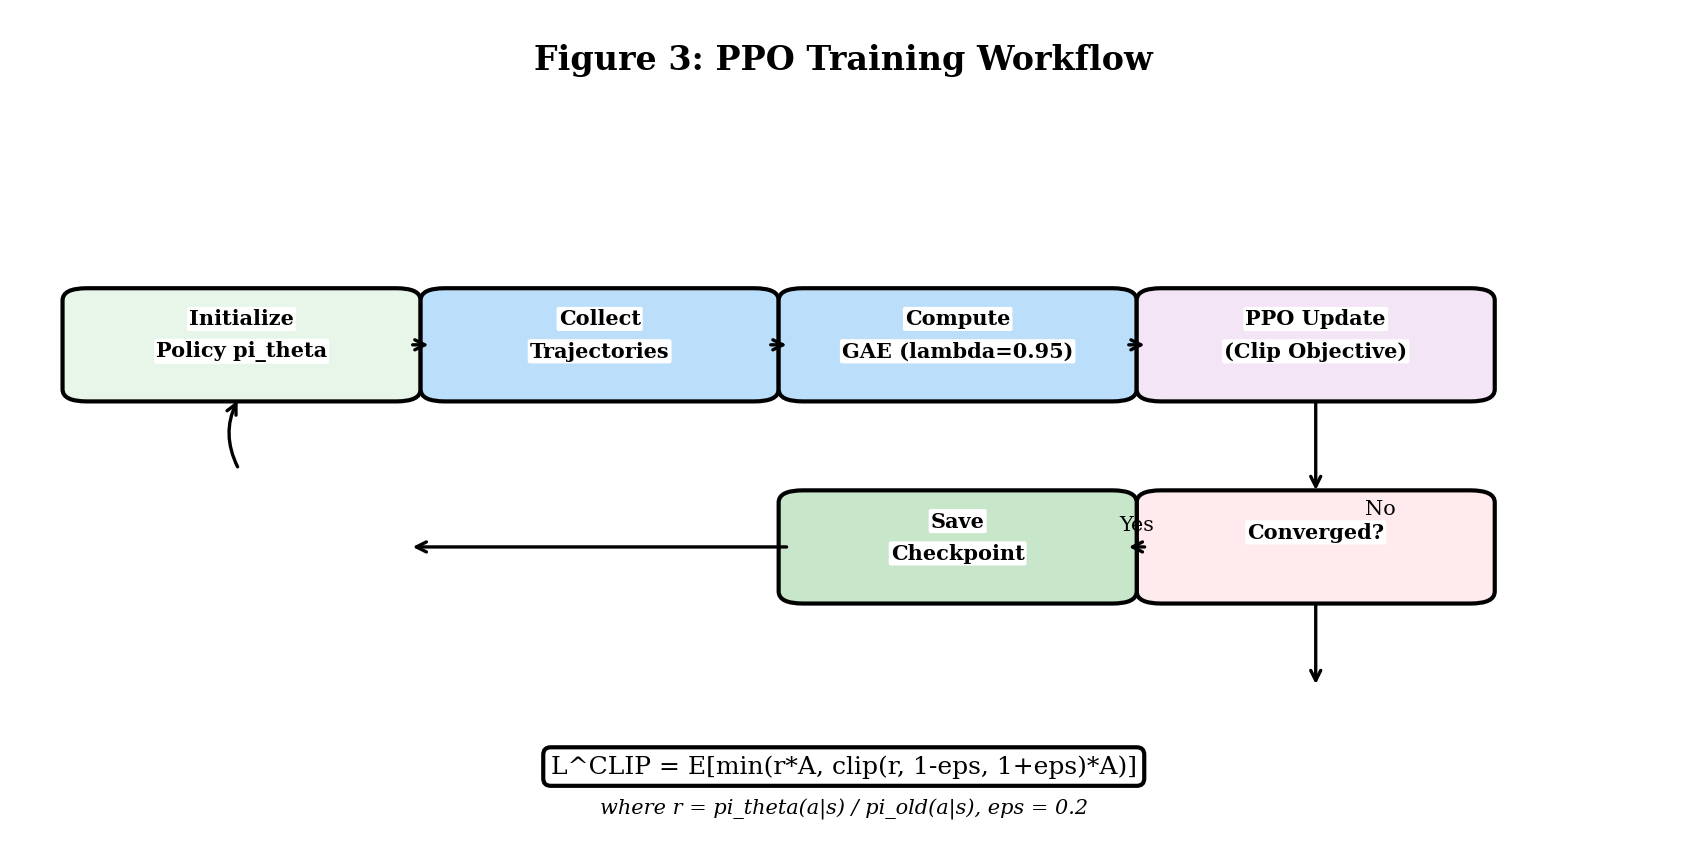 Figure 3: PPO Training Workflow
Initialize
Policy pi_theta
Collect
Trajectories
Compute
GAE (lambda=0.95)
PPO Update
(Clip Objective)
Save
Checkpoint
Yes
No
Converged?
L^CLIP = E[min(r*A, clip(r, 1-eps, 1+eps)*A)]
where r = pi_theta(a|s) / pi_old(a|s), eps = 0.2